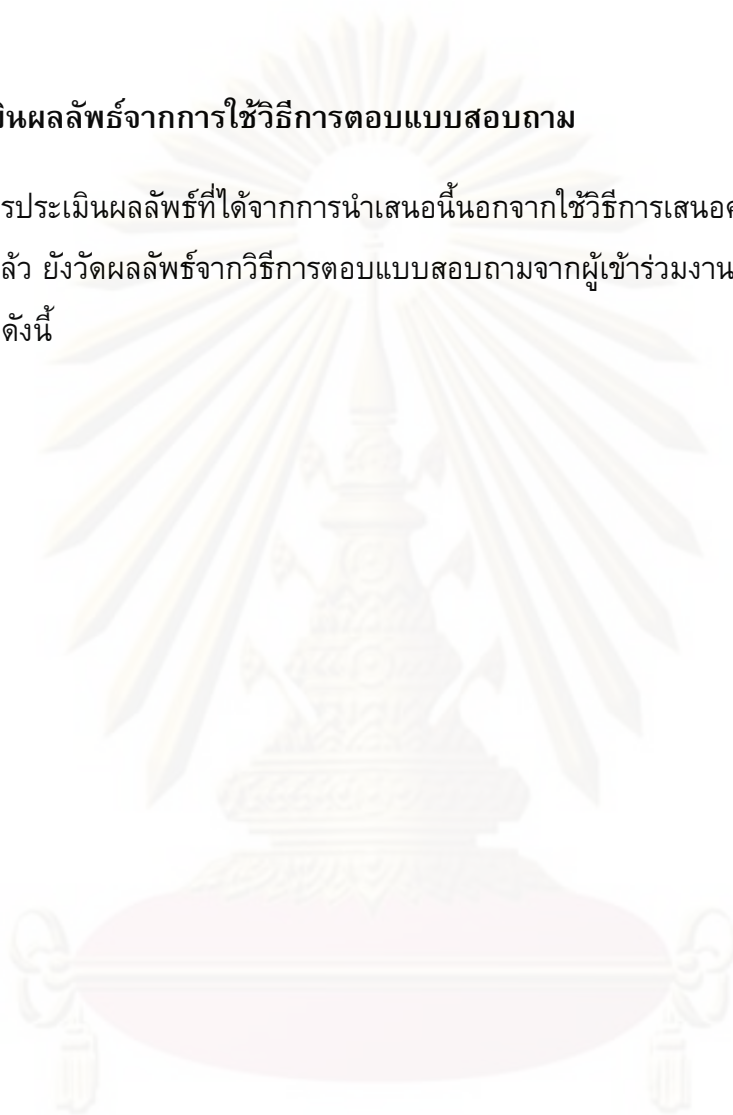 มินผลลัพธ์จากการใช้วิธีการตอบแบบสอบถาม
รประเมินผลลัพธ์ที่ได้จากการนำเสนอนี้นอกจากใช้วิธีการเสนอ
ล้ว ยังวัดผลลัพธ์จากวิธีการตอบแบบสอบถามจากผู้เข้าร่วมงาน
ดังนี้